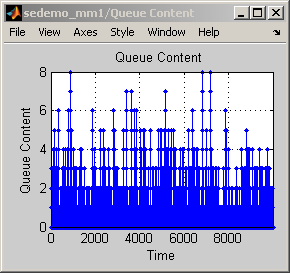 sedemo_mm1/Queue Content
File View Axes Style Window Help
Queue Content
8
6
4
2
0
Queue Content
0 2000 4000 6000 8000
Time